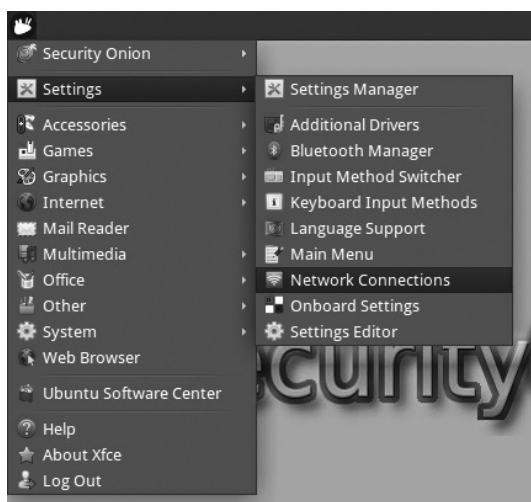 Security Onion
Settings
Accessories
Games
Graphics
Internet
Mail Reader
Multimedia
Office
Other
System
Web Browser
Ubuntu Software Center
Help
About Xfce
Log Out
Settings Manager
Additional Drivers
Bluetooth Manager
Input Method Switcher
Keyboard Input Methods
Language Support
Main Menu
Network Connections
Onboard Settings
Settings Editor
ecurity